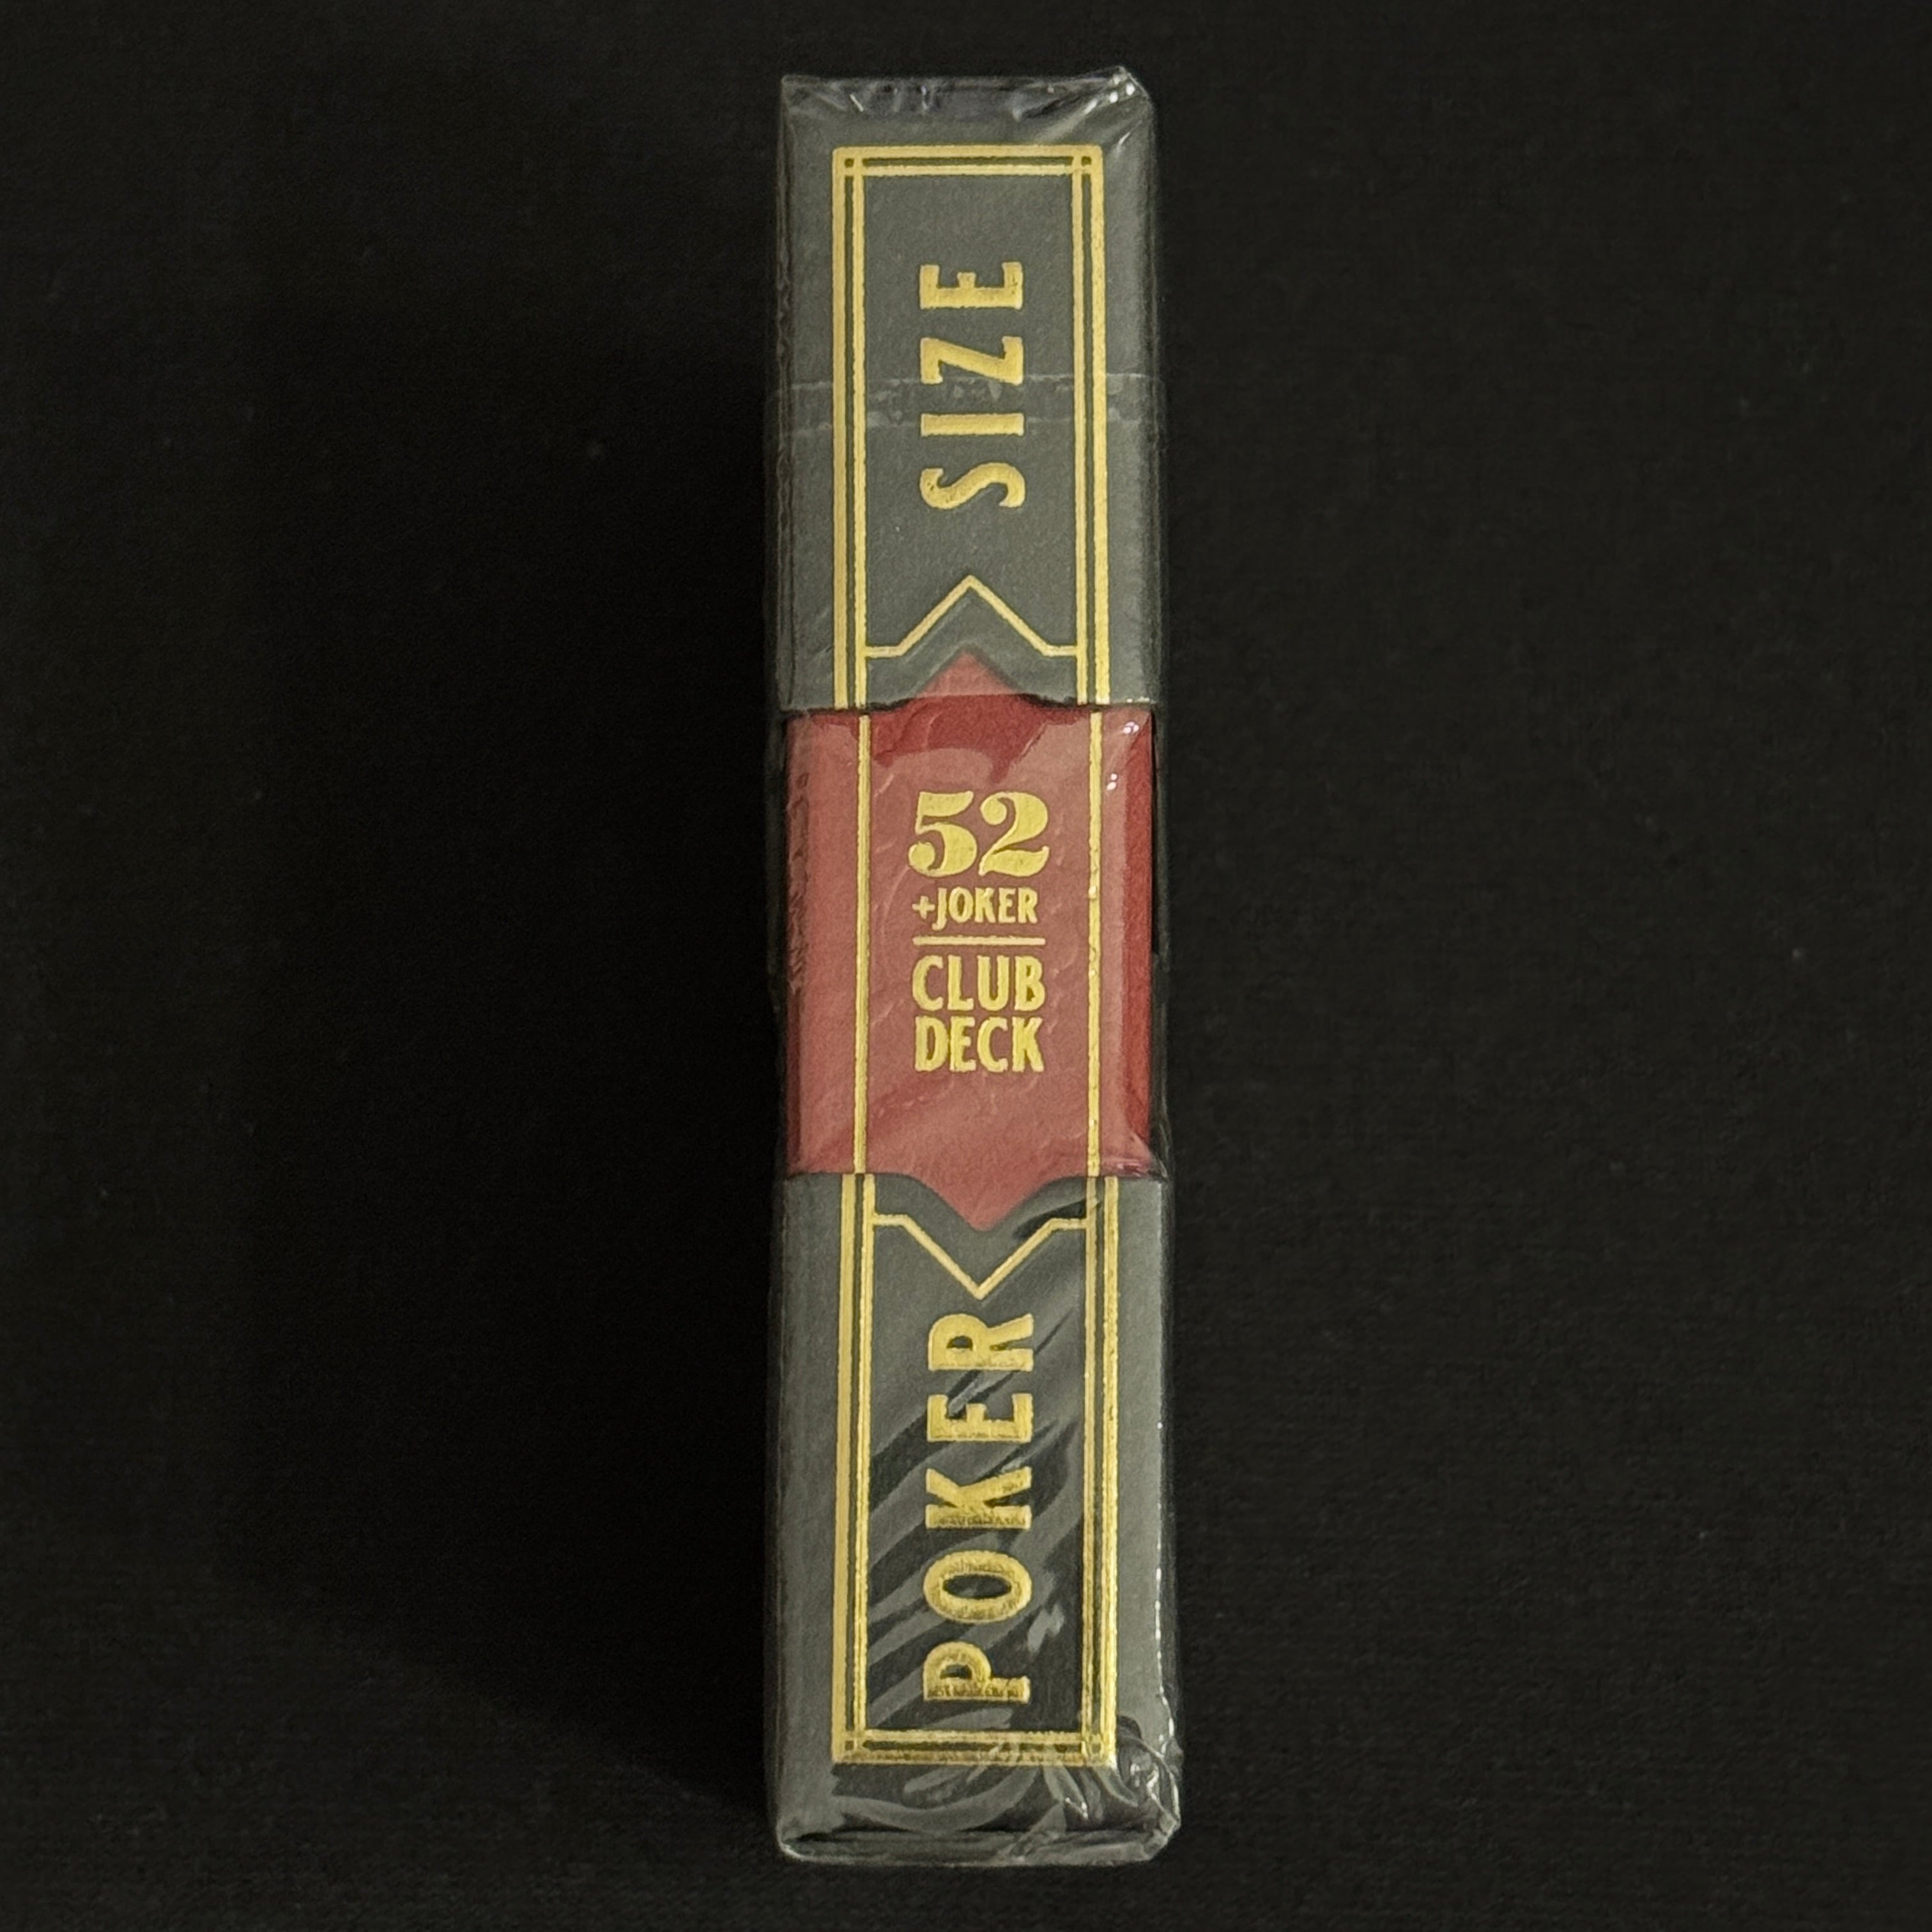 POKER SIZE
52
+JOKER
CLUB
DECK